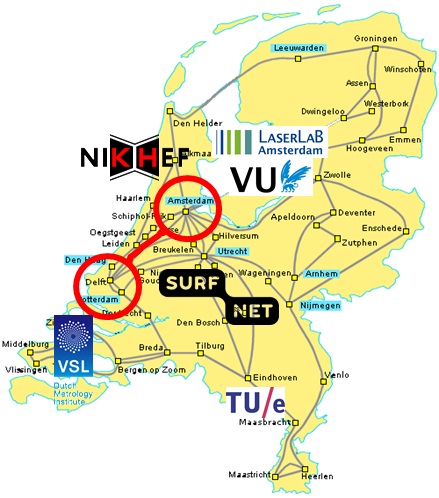 Groningen
Leeuwarden
Winschoten
Assen
Westerbork
Dwingeloo
Den Helder
Emmen
Hoogeveen
NIKHEF
LASERLAB
Amsterdam
VU
Zwolle
Haarlem
Amsterdam
Schiphol-Rijk
Apeldoorn
Deventer
Enschede
Oegstgeest
Leiden
Hilversum
Zutphen
Breukelen
Utrecht
Den Haag
Delft
Wageningen
Arnhem
SURF
NET
Nijmegen
Den Bosch
VSL
Dutch
Metrology
Institute
Middelburg
Vlissingen
Breda
Tilburg
Bergen op Zoom
Eindhoven
Venlo
TU/e
Maasbracht
Maastricht
Heerlen